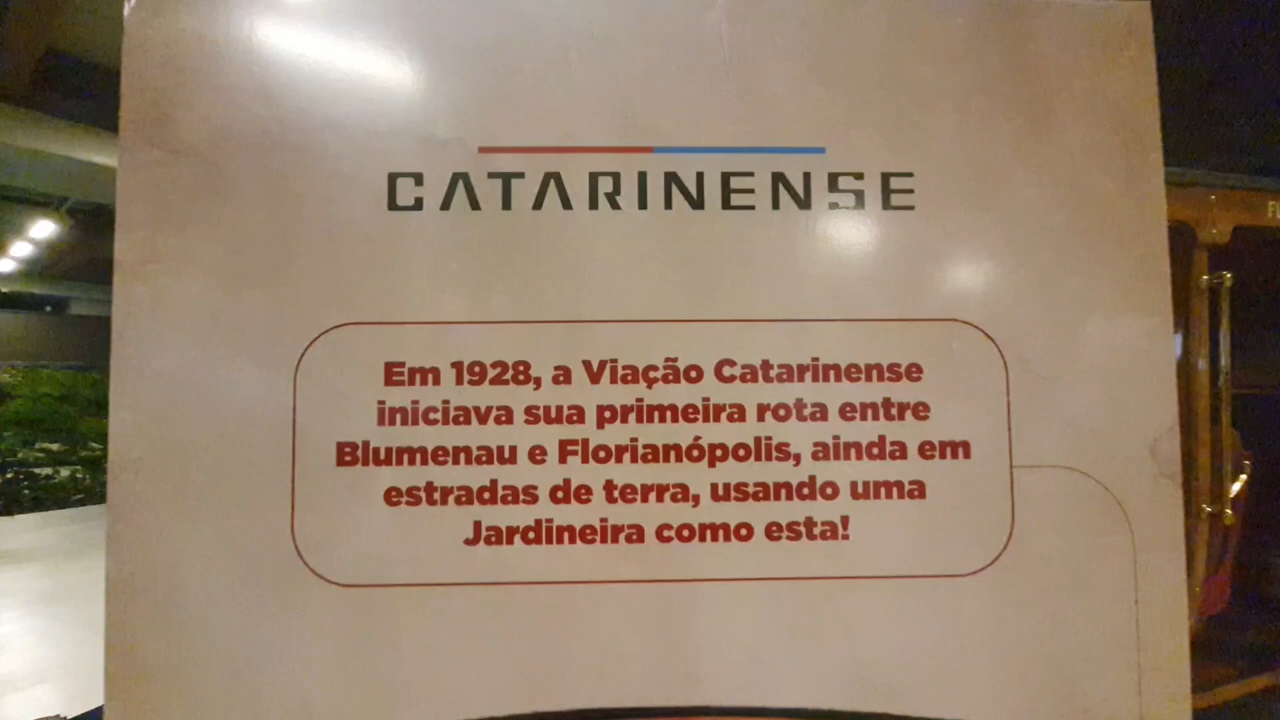 CATARINENSE
Em 1928, a Viação Catarinense
iniciava sua primeira rota entre
Blumenau e Florianópolis, ainda em
estradas de terra, usando uma
Jardineira como esta!